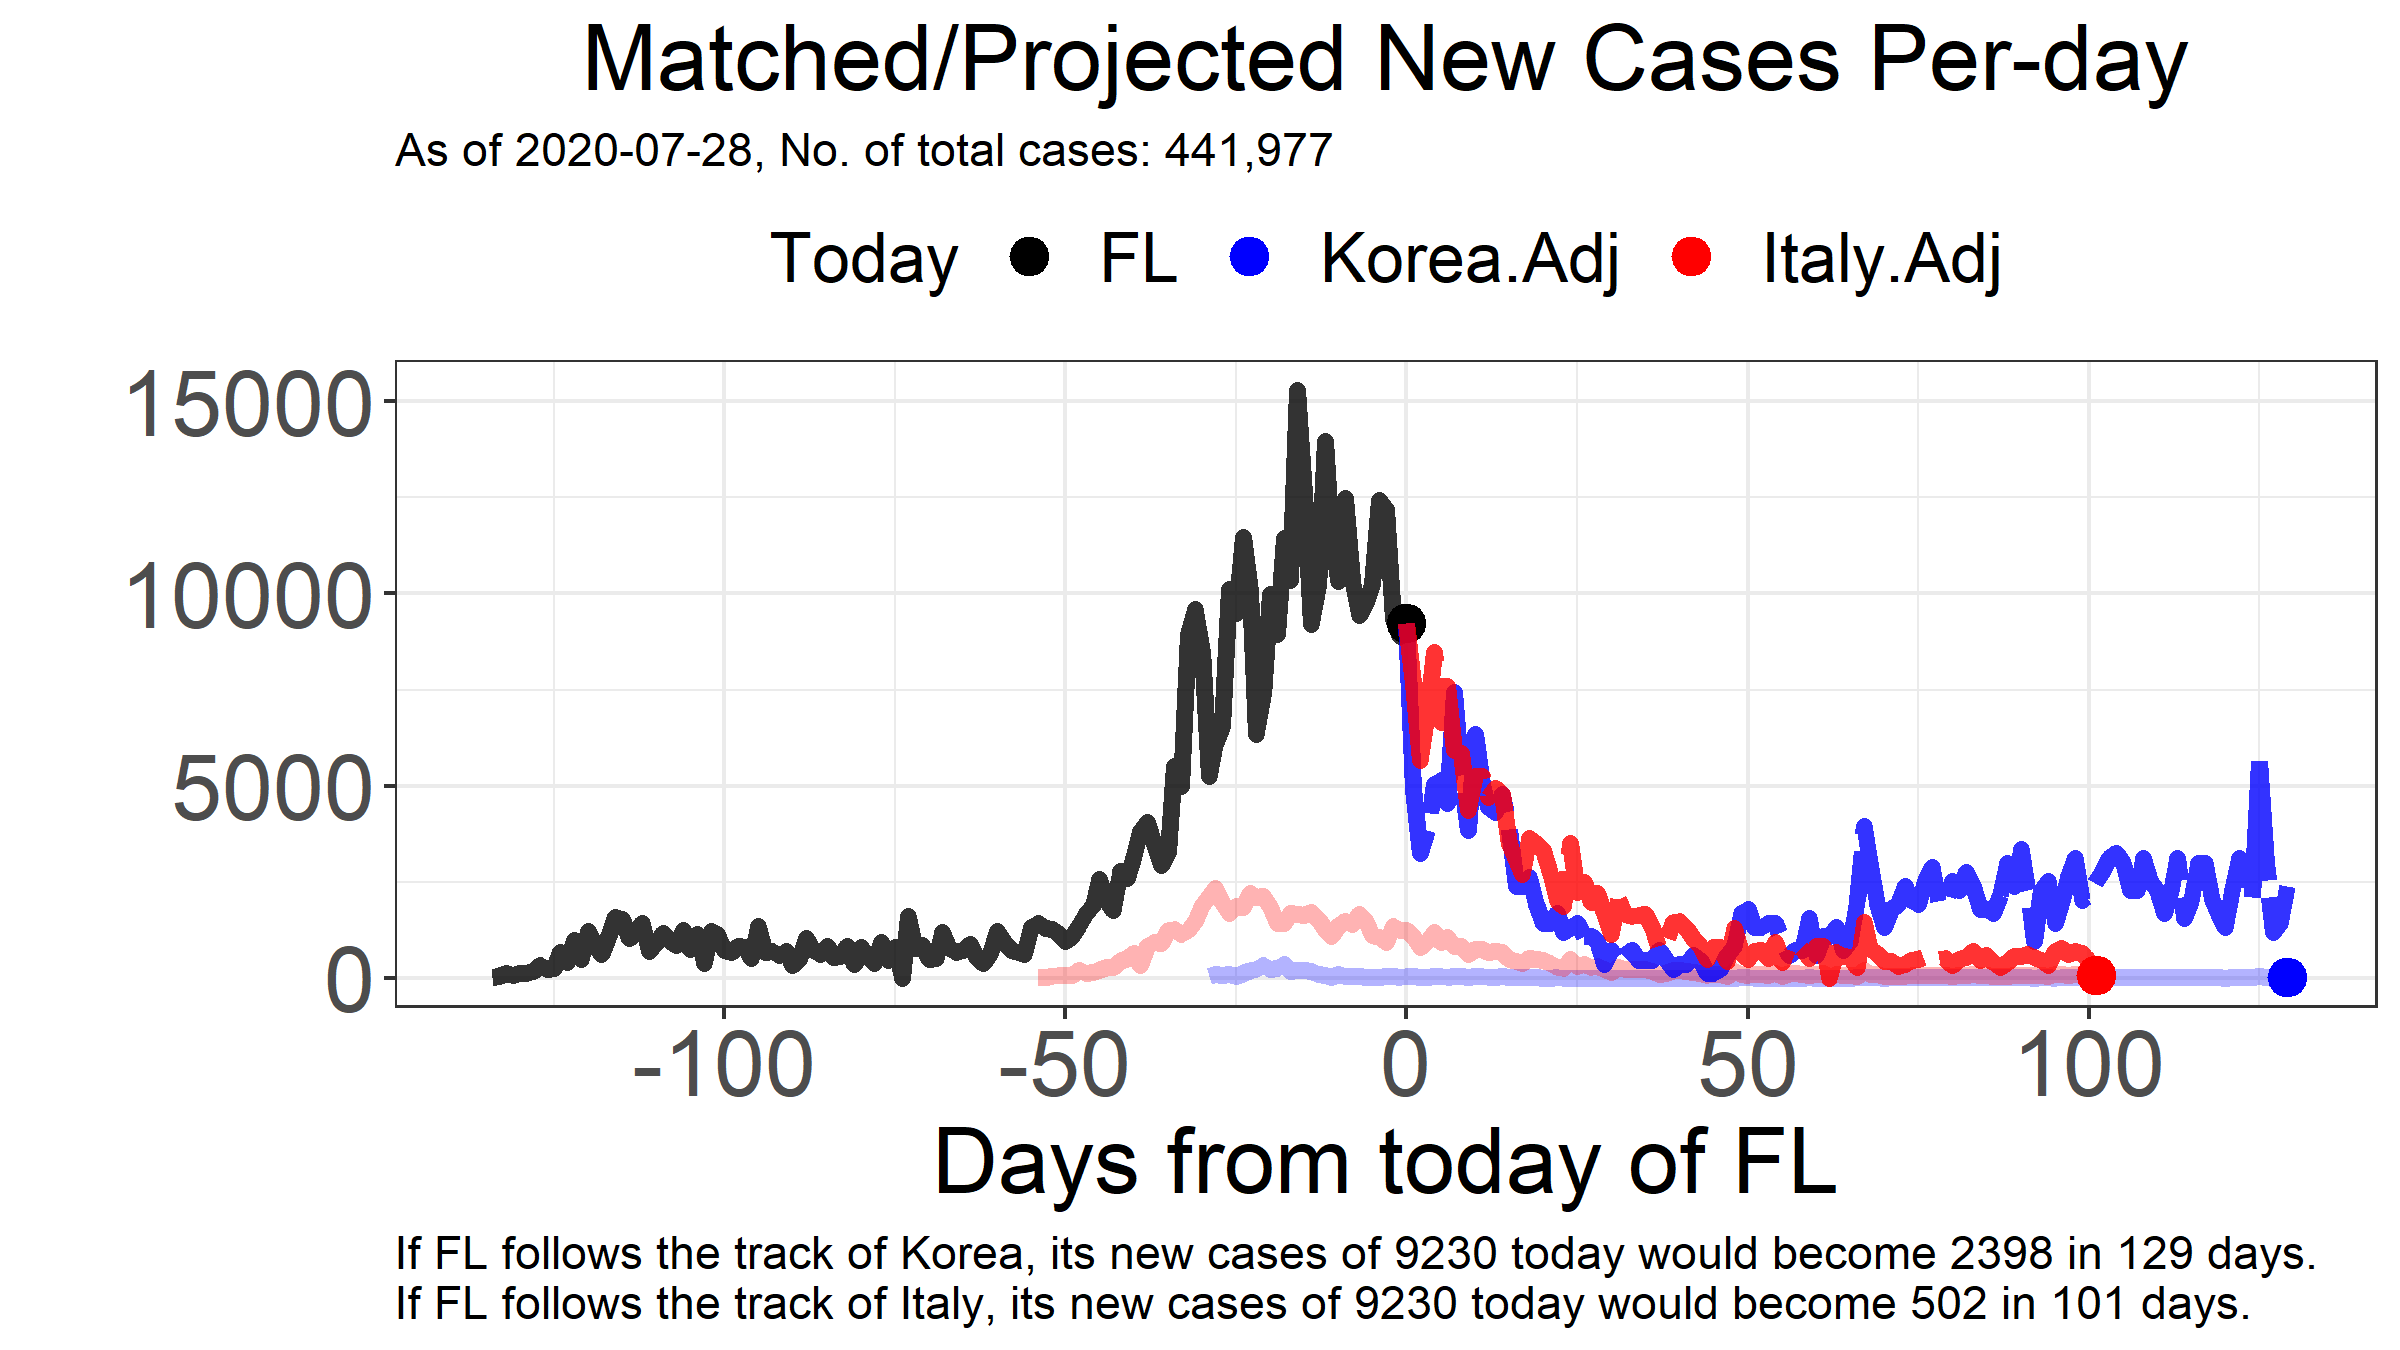 Matched/Projected New Cases Per-day
As of 2020-07-28, No. of total cases: 441,977
Today FL Korea.Adj Italy.Adj
15000
10000
5000
0
-100 -50 0 50 100
Days from today of FL
If FL follows the track of Korea, its new cases of 9230 today would become 2398 in 129 days.
If FL follows the track of Italy, its new cases of 9230 today would become 502 in 101 days.